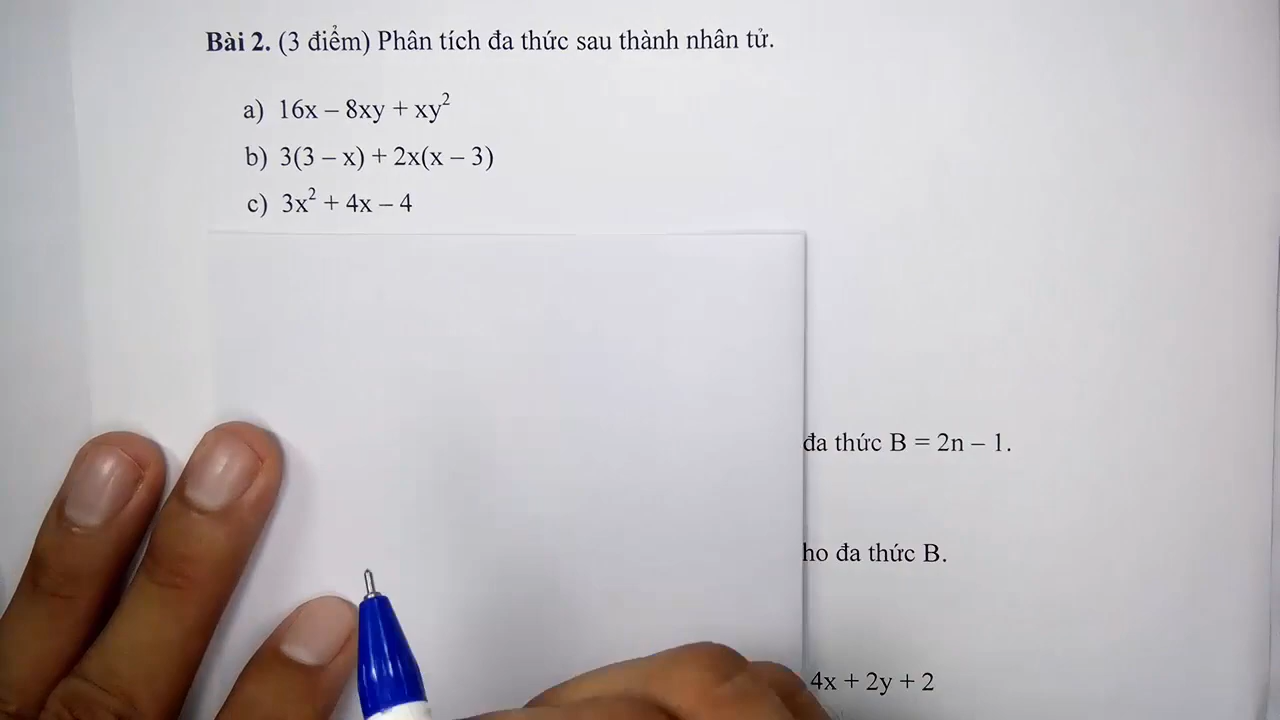 Bài 2. (3 điểm) Phân tích đa thức sau thành nhân tử.
a) 16x – 8xy + xy²
b) 3(3 – x) + 2x(x – 3)
c) 3x² + 4x – 4
đa thức B = 2n – 1.
ho đa thức B.
4x + 2y + 2